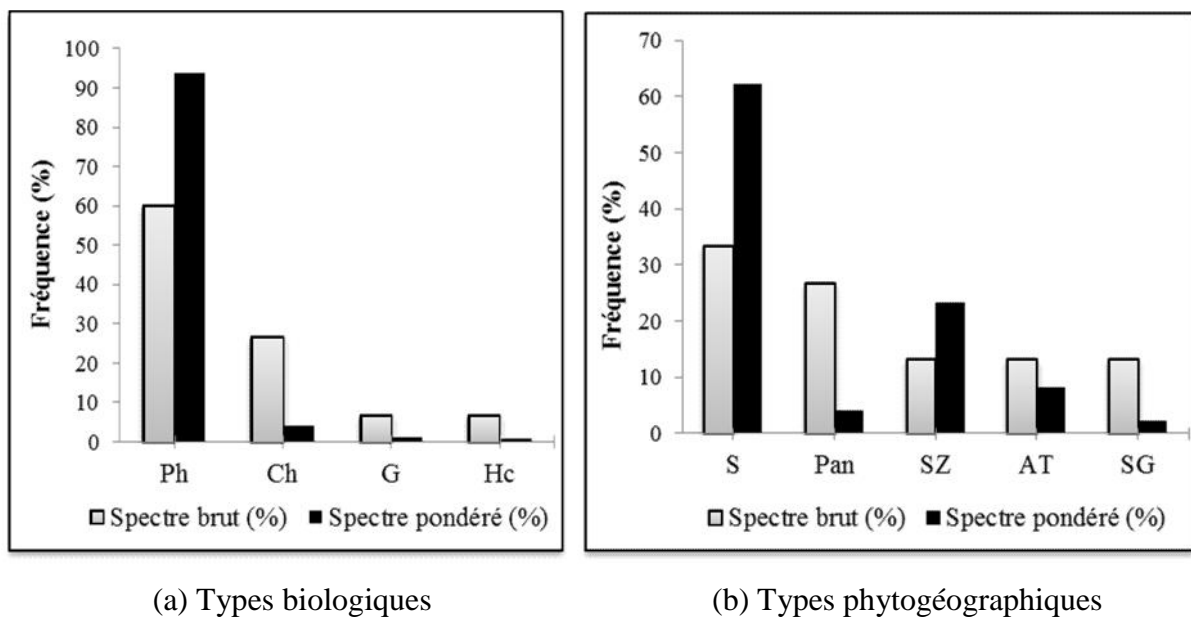 Fréquence (%)
100
90
80
70
60
50
40
30
20
10
0
Ph Ch G Hc
Spectre brut (%) Spectre pondéré (%)
(a) Types biologiques
Fréquence (%)
70
60
50
40
30
20
10
0
S Pan SZ AT SG
Spectre brut (%) Spectre pondéré (%)
(b) Types phytogéographiques